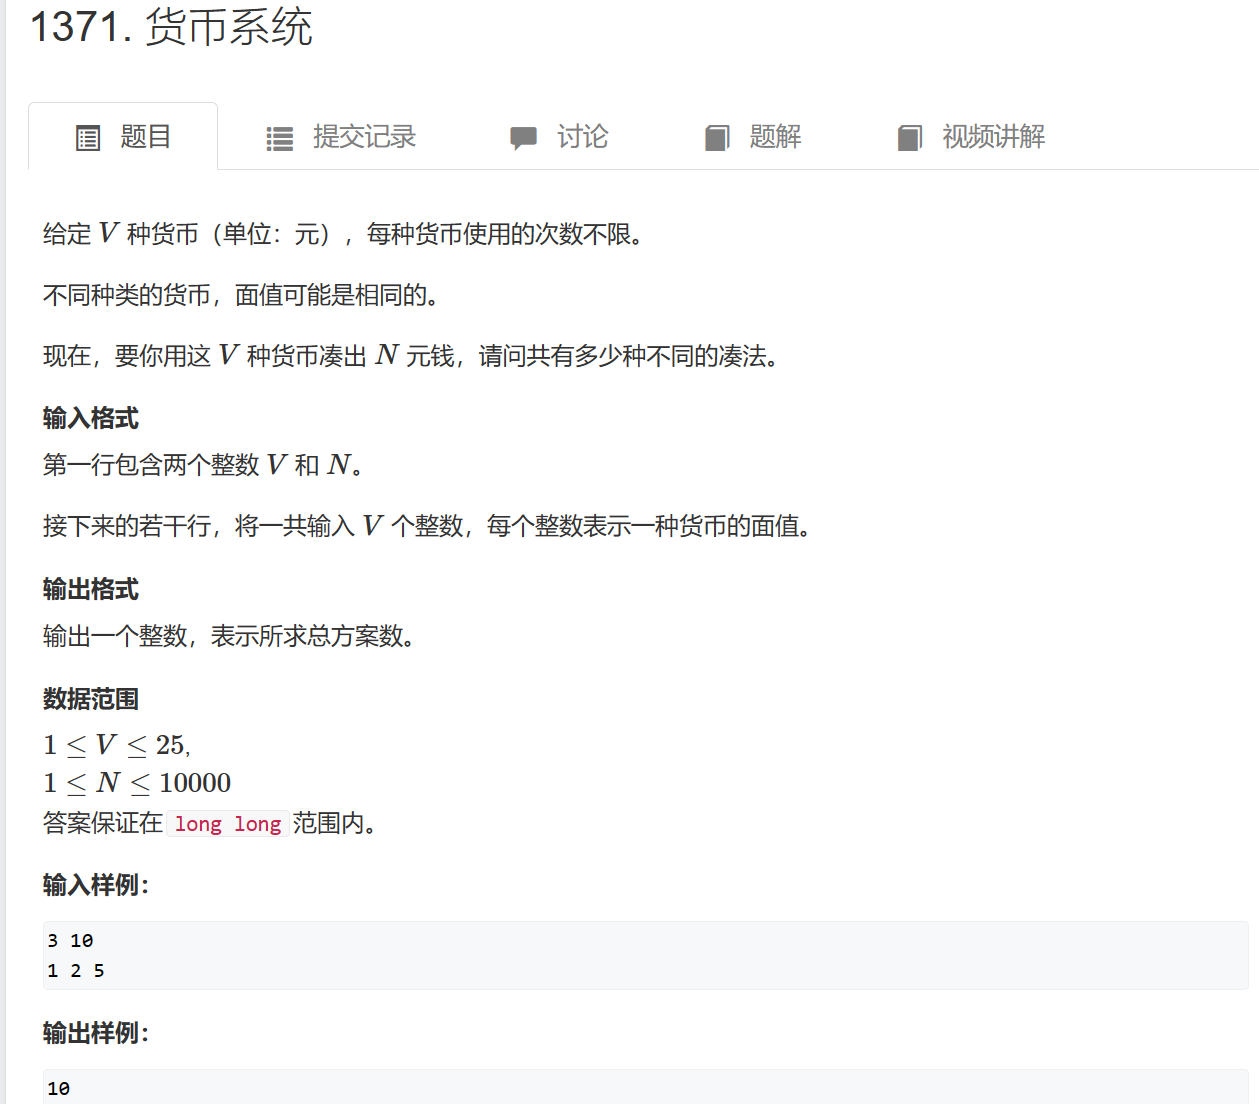 1371. 货币系统
题目 提交记录 讨论 题解 视频讲解
给定 V 种货币（单位：元），每种货币使用的次数不限。
不同种类的货币，面值可能是相同的。
现在，要你用这 V 种货币凑出 N 元钱，请问共有多少种不同的凑法。
输入格式
第一行包含两个整数 V 和 N。
接下来的若干行，将一共输入 V 个整数，每个整数表示一种货币的面值。
输出格式
输出一个整数，表示所求总方案数。
数据范围
1 ≤ V ≤ 25,
1 ≤ N ≤ 10000
答案保证在 long long 范围内。
输入样例：
3 10
1 2 5
输出样例：
10